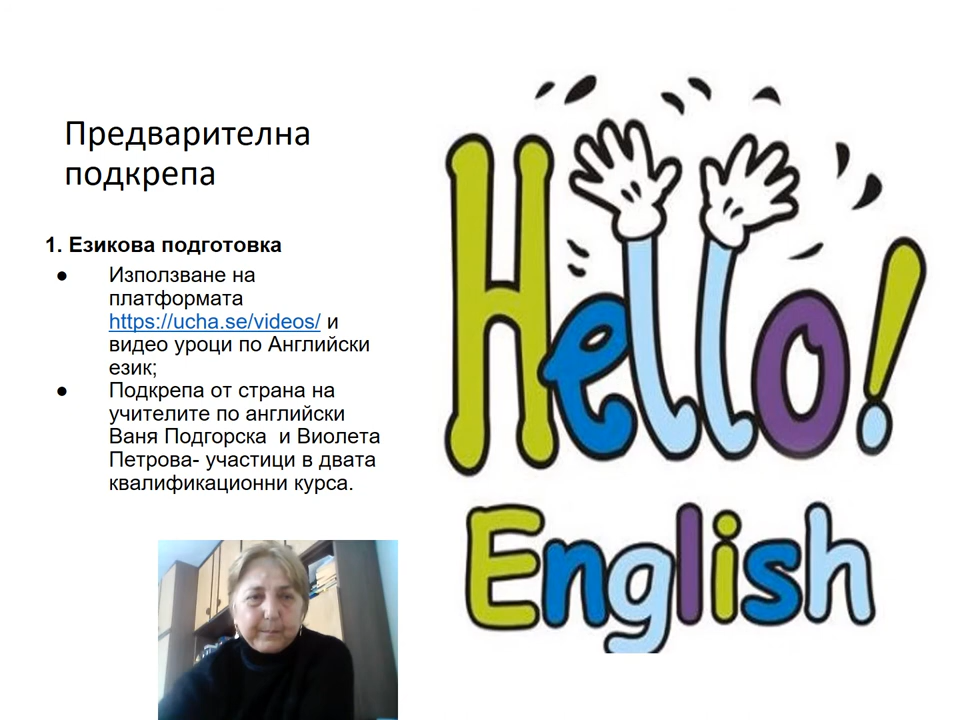 Предварителна
подкрепа
1. Езикова подготовка
● Използване на
платформата
https://ucha.se/videos/ и
видео уроци по Английски
език;
● Подкрепа от страна на
учителите по английски
Ваня Подгорска и Виолета
Петрова- участици в двата
квалификационни курса.
Hello!
English